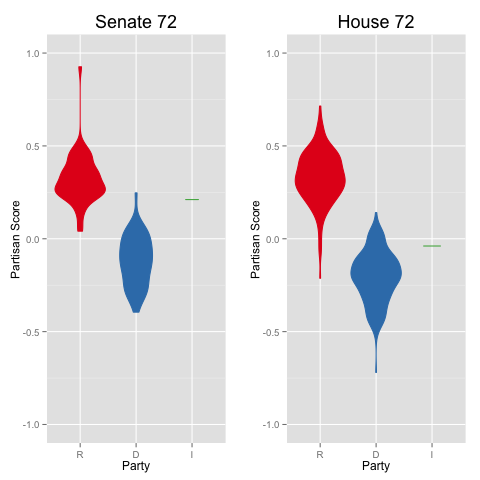 Senate 72
Partisan Score
1.0
0.5
0.0
-0.5
-1.0
R D I
Party
House 72
Partisan Score
1.0
0.5
0.0
-0.5
-1.0
R D I
Party